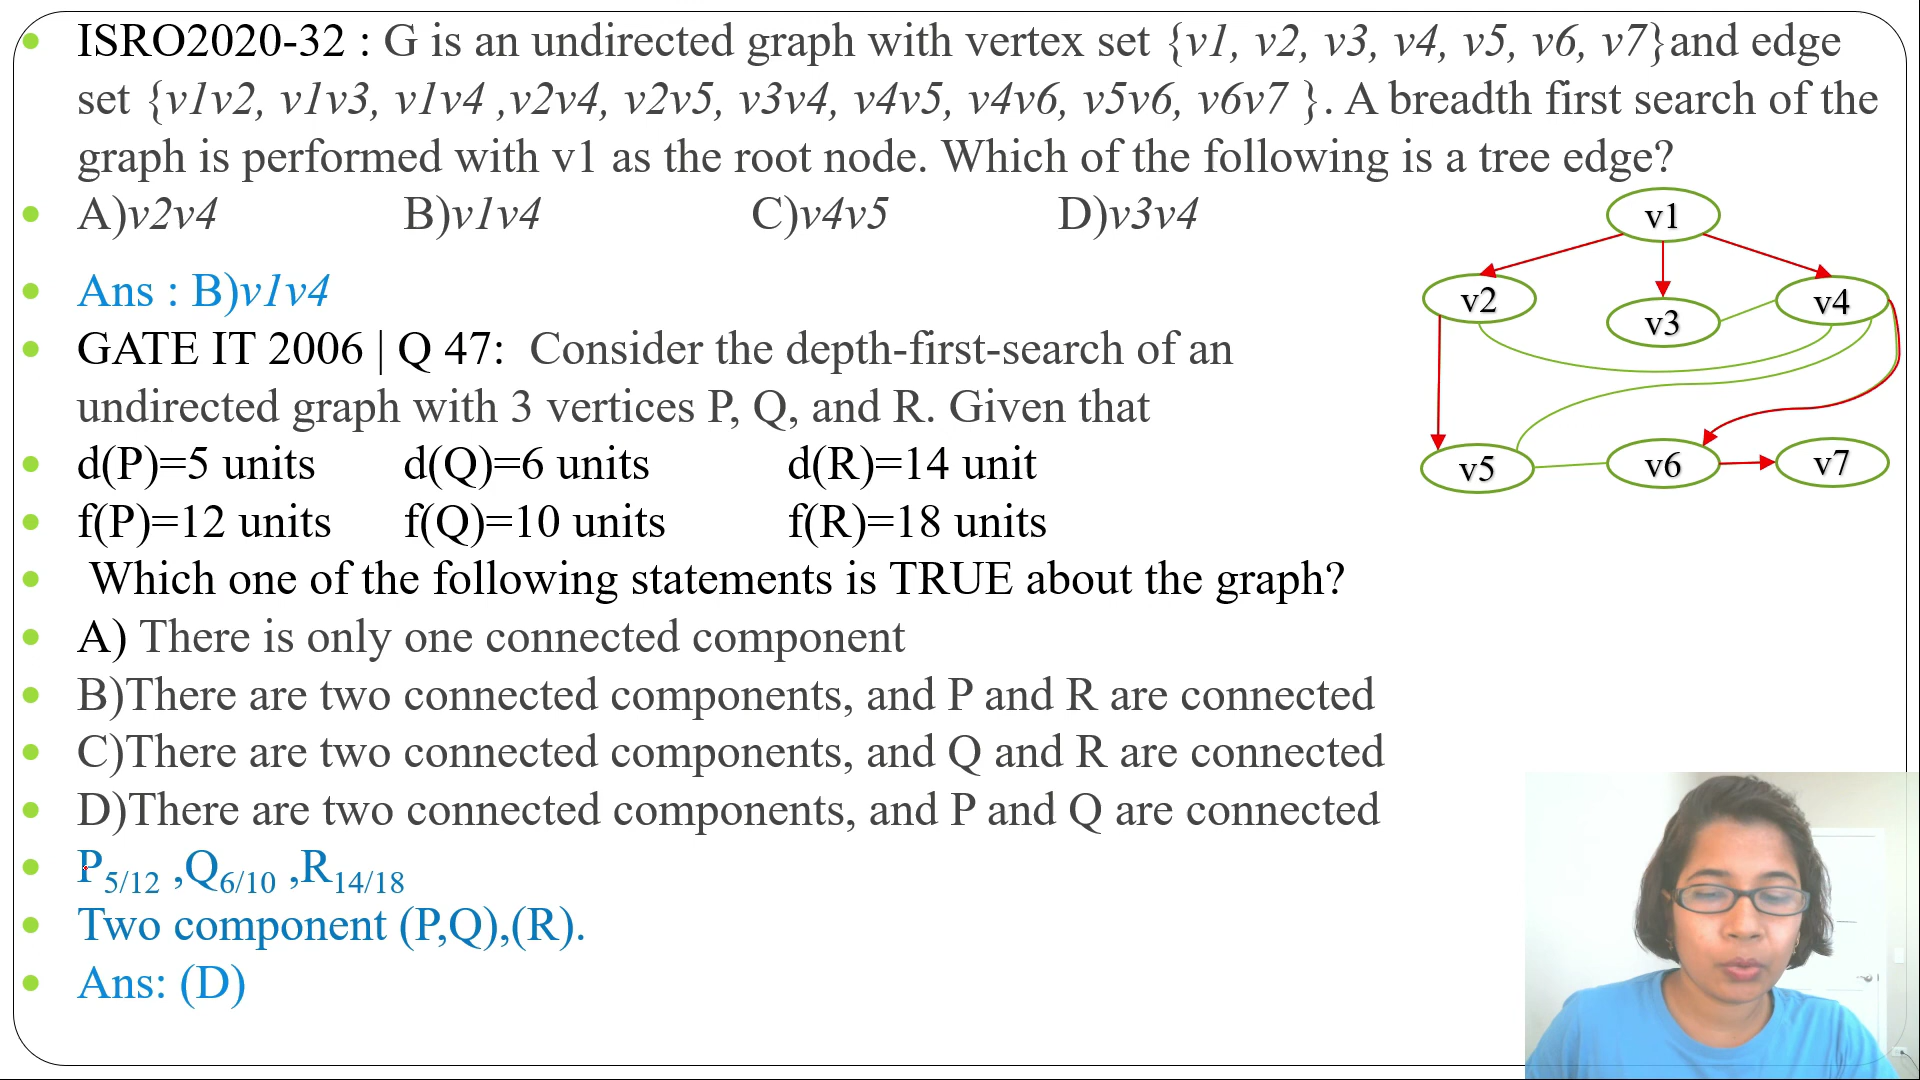 ISRO2020-32 : G is an undirected graph with vertex set {v1, v2, v3, v4, v5, v6, v7}and edge
set {v1v2, v1v3, v1v4 ,v2v4, v2v5, v3v4, v4v5, v4v6, v5v6, v6v7 }. A breadth first search of the
graph is performed with v1 as the root node. Which of the following is a tree edge?
A)v2v4 B)v1v4 C)v4v5 D)v3v4
v1
Ans : B)v1v4
v2
v3
v4
GATE IT 2006 | Q 47: Consider the depth-first-search of an
undirected graph with 3 vertices P, Q, and R. Given that
d(P)=5 units d(Q)=6 units d(R)=14 unit
v5
v6
v7
f(P)=12 units f(Q)=10 units f(R)=18 units
Which one of the following statements is TRUE about the graph?
A) There is only one connected component
B)There are two connected components, and P and R are connected
C)There are two connected components, and Q and R are connected
D)There are two connected components, and P and Q are connected
P5/12 ,Q6/10 ,R14/18
Two component (P,Q),(R).
Ans: (D)